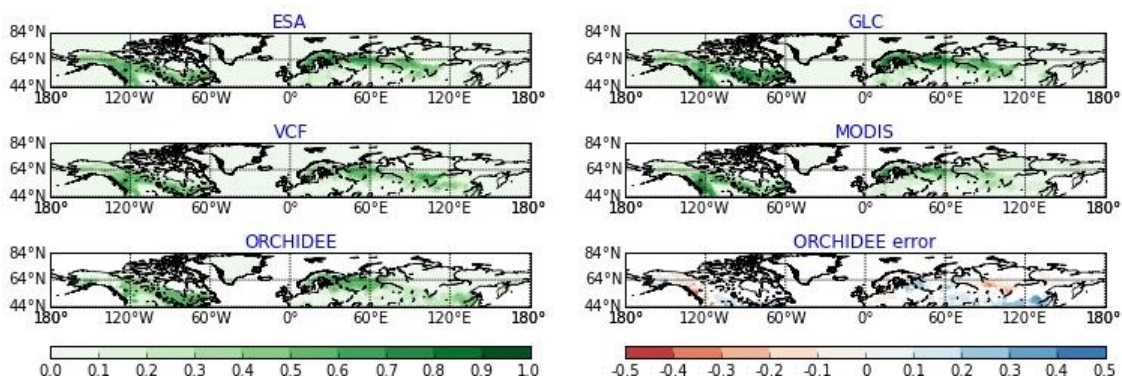 ESA GLC
84°N 84°N
64°N 64°N
44°N 44°N
180° 120°W 60°W 0° 60°E 120°E 180° 180° 120°W 60°W 0° 60°E 120°E 180°
VCF MODIS
84°N 84°N
64°N 64°N
44°N 44°N
180° 120°W 60°W 0° 60°E 120°E 180° 180° 120°W 60°W 0° 60°E 120°E 180°
ORCHIDEE ORCHIDEE error
84°N 84°N
64°N 64°N
44°N 44°N
180° 120°W 60°W 0° 60°E 120°E 180° 180° 120°W 60°W 0° 60°E 120°E 180°
0.0 0.1 0.2 0.3 0.4 0.5 0.6 0.7 0.8 0.9 1.0 -0.5 -0.4 -0.3 -0.2 -0.1 0 0.1 0.2 0.3 0.4 0.5